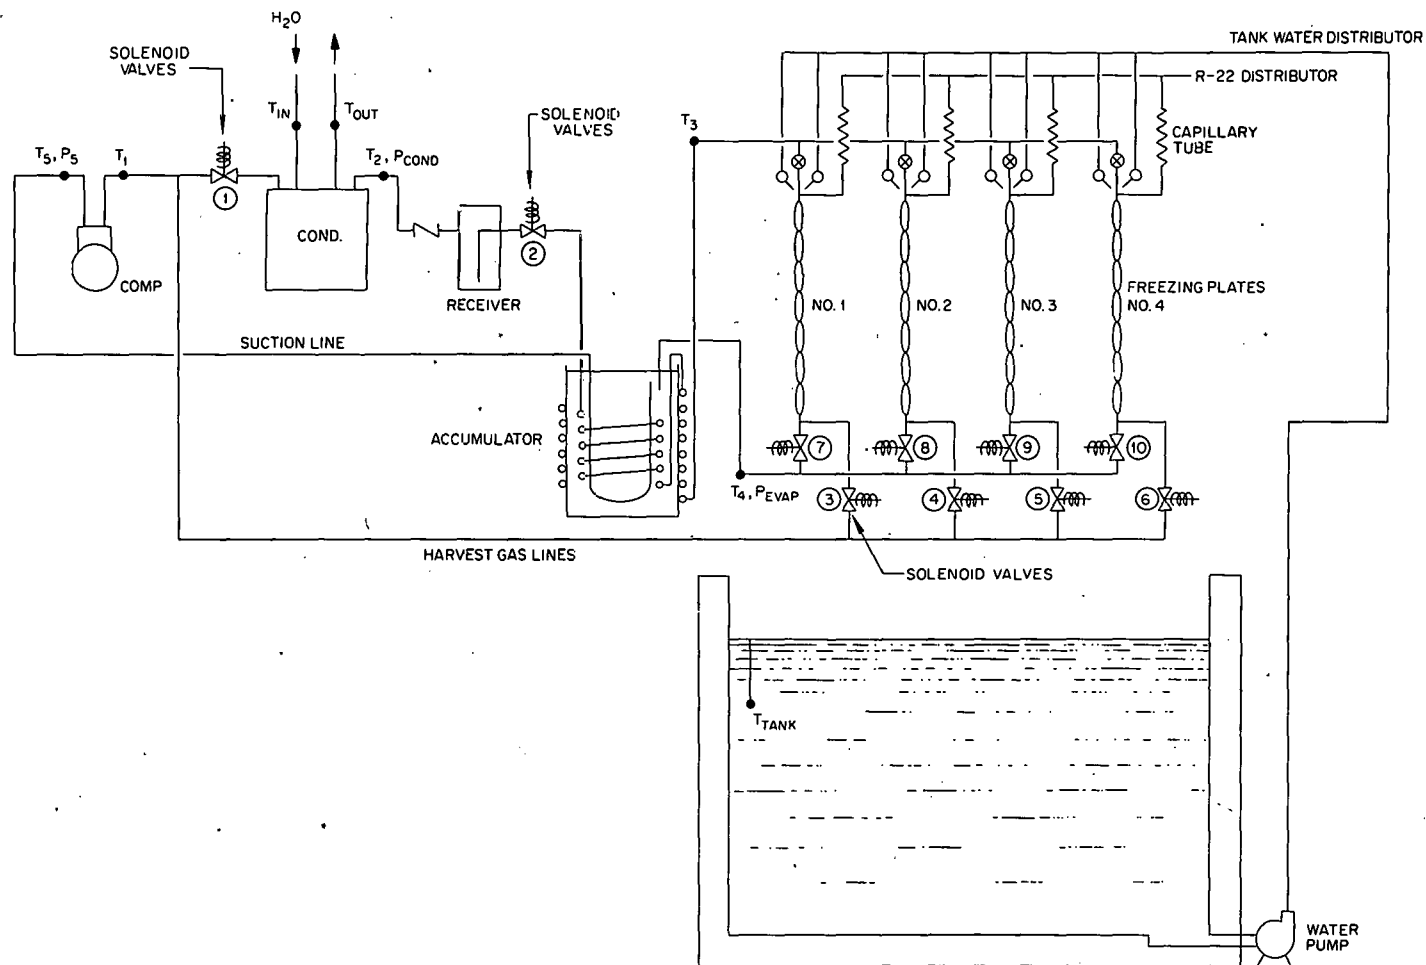 TANK WATER DISTRIBUTOR
H2O
SOLENOID
VALVES
R-22 DISTRIBUTOR
TIN
TOUT
SOLENOID
VALVES
T3
CAPILLARY
TUBE
T5, P5
T1
T2, PCOND
1
COND.
2
COMP
RECEIVER
NO. 1
NO. 2
NO. 3
FREEZING PLATES
NO. 4
SUCTION LINE
ACCUMULATOR
7
8
9
10
T4, PEVAP
3
4
5
6
HARVEST GAS LINES
SOLENOID VALVES
TTANK
WATER
PUMP